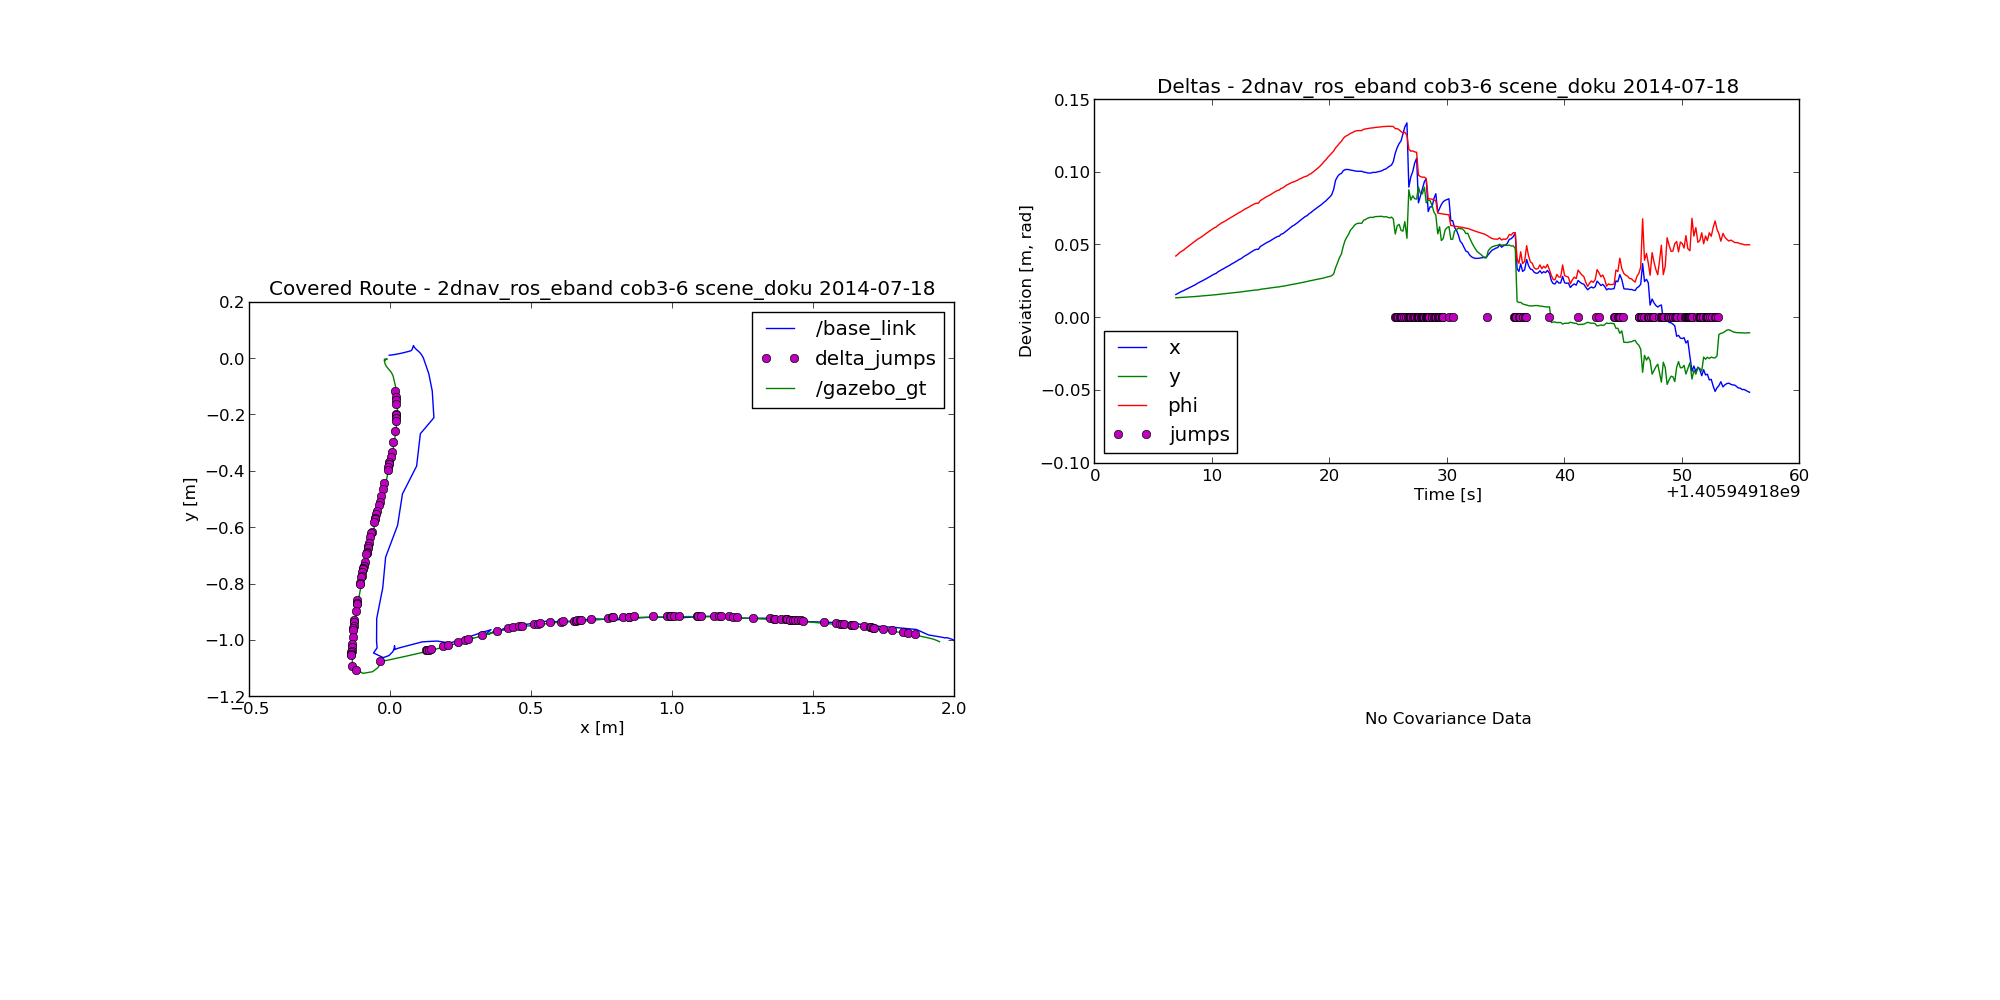 Covered Route - 2dnav_ros_eband cob3-6 scene_doku 2014-07-18
0.2
0.0
−0.2
−0.4
−0.6
−0.8
−1.0
−1.2
y [m]
−0.5 0.0 0.5 1.0 1.5 2.0
x [m]
/base_link
delta_jumps
/gazebo_gt
Deltas - 2dnav_ros_eband cob3-6 scene_doku 2014-07-18
0.15
0.10
0.05
0.00
−0.05
−0.10
Deviation [m, rad]
x
y
phi
jumps
0 10 20 30 40 50 60
Time [s]
+1.40594918e9
No Covariance Data